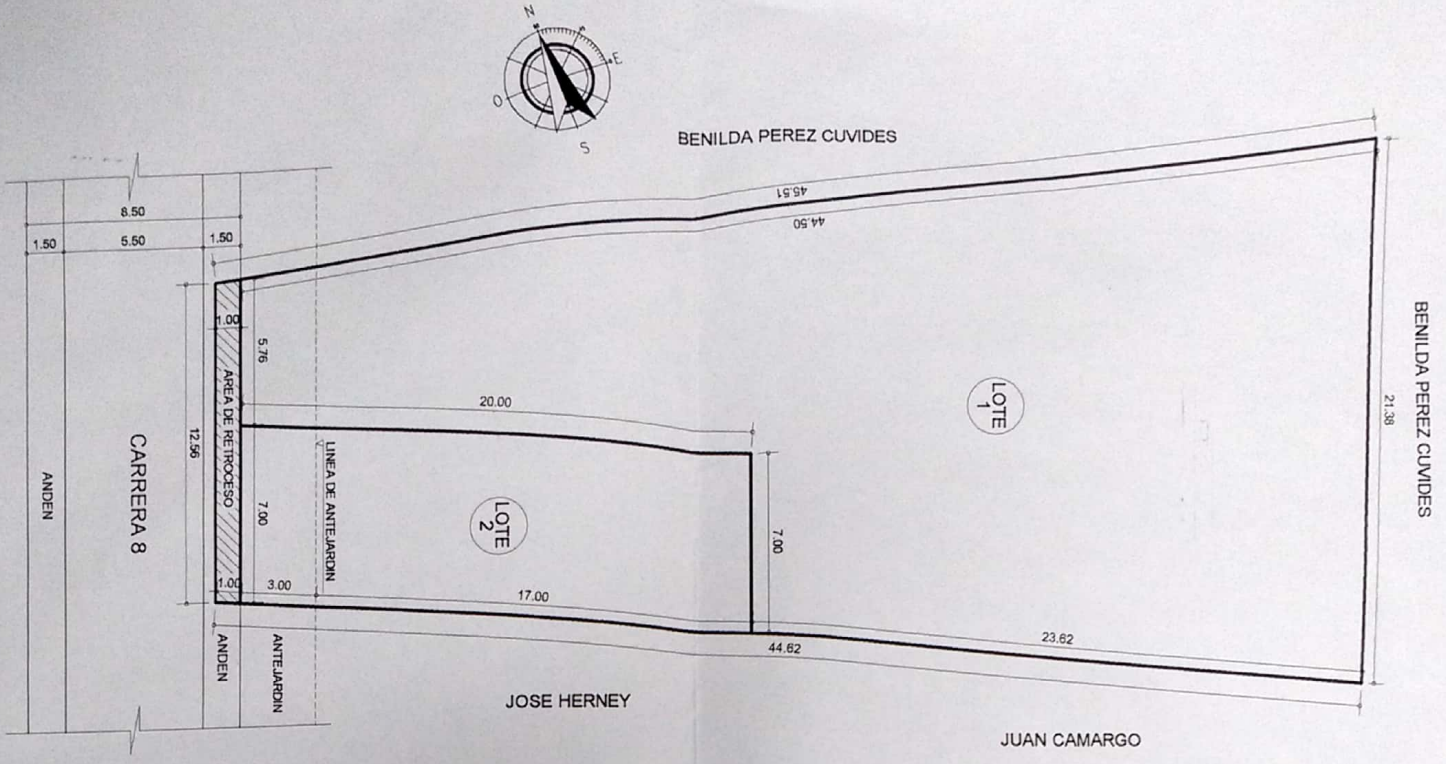 N
E
O
S
BENILDA PEREZ CUVIDES
45.51
44.50
8.50
1.50
5.50
1.50
1.00
5.76
AREA DE RETROCESO
12.56
20.00
LOTE
1
21.38
BENILDA PEREZ CUVIDES
CARRERA 8
ANDEN
LINEA DE ANTEJARDIN
7.00
LOTE
2
7.00
1.00
3.00
17.00
23.62
44.62
ANDEN
ANTEJARDIN
JOSE HERNEY
JUAN CAMARGO